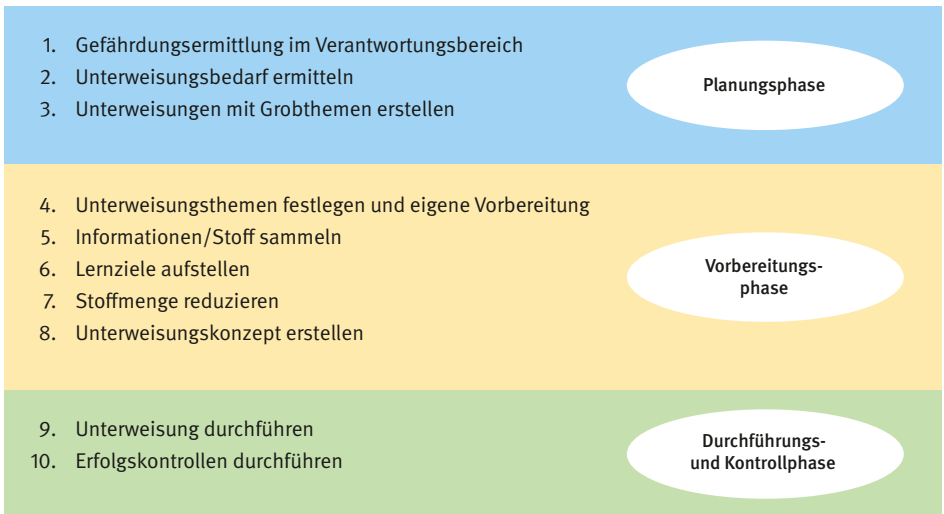 1. Gefährdungsermittlung im Verantwortungsbereich
2. Unterweisungsbedarf ermitteln
3. Unterweisungen mit Grobthemen erstellen
Planungsphase
4. Unterweisungsthemen festlegen und eigene Vorbereitung
5. Informationen/Stoff sammeln
6. Lernziele aufstellen
7. Stoffmenge reduzieren
8. Unterweisungskonzept erstellen
Vorbereitungs-
phase
9. Unterweisung durchführen
10. Erfolgskontrollen durchführen
Durchführungs-
und Kontrollphase